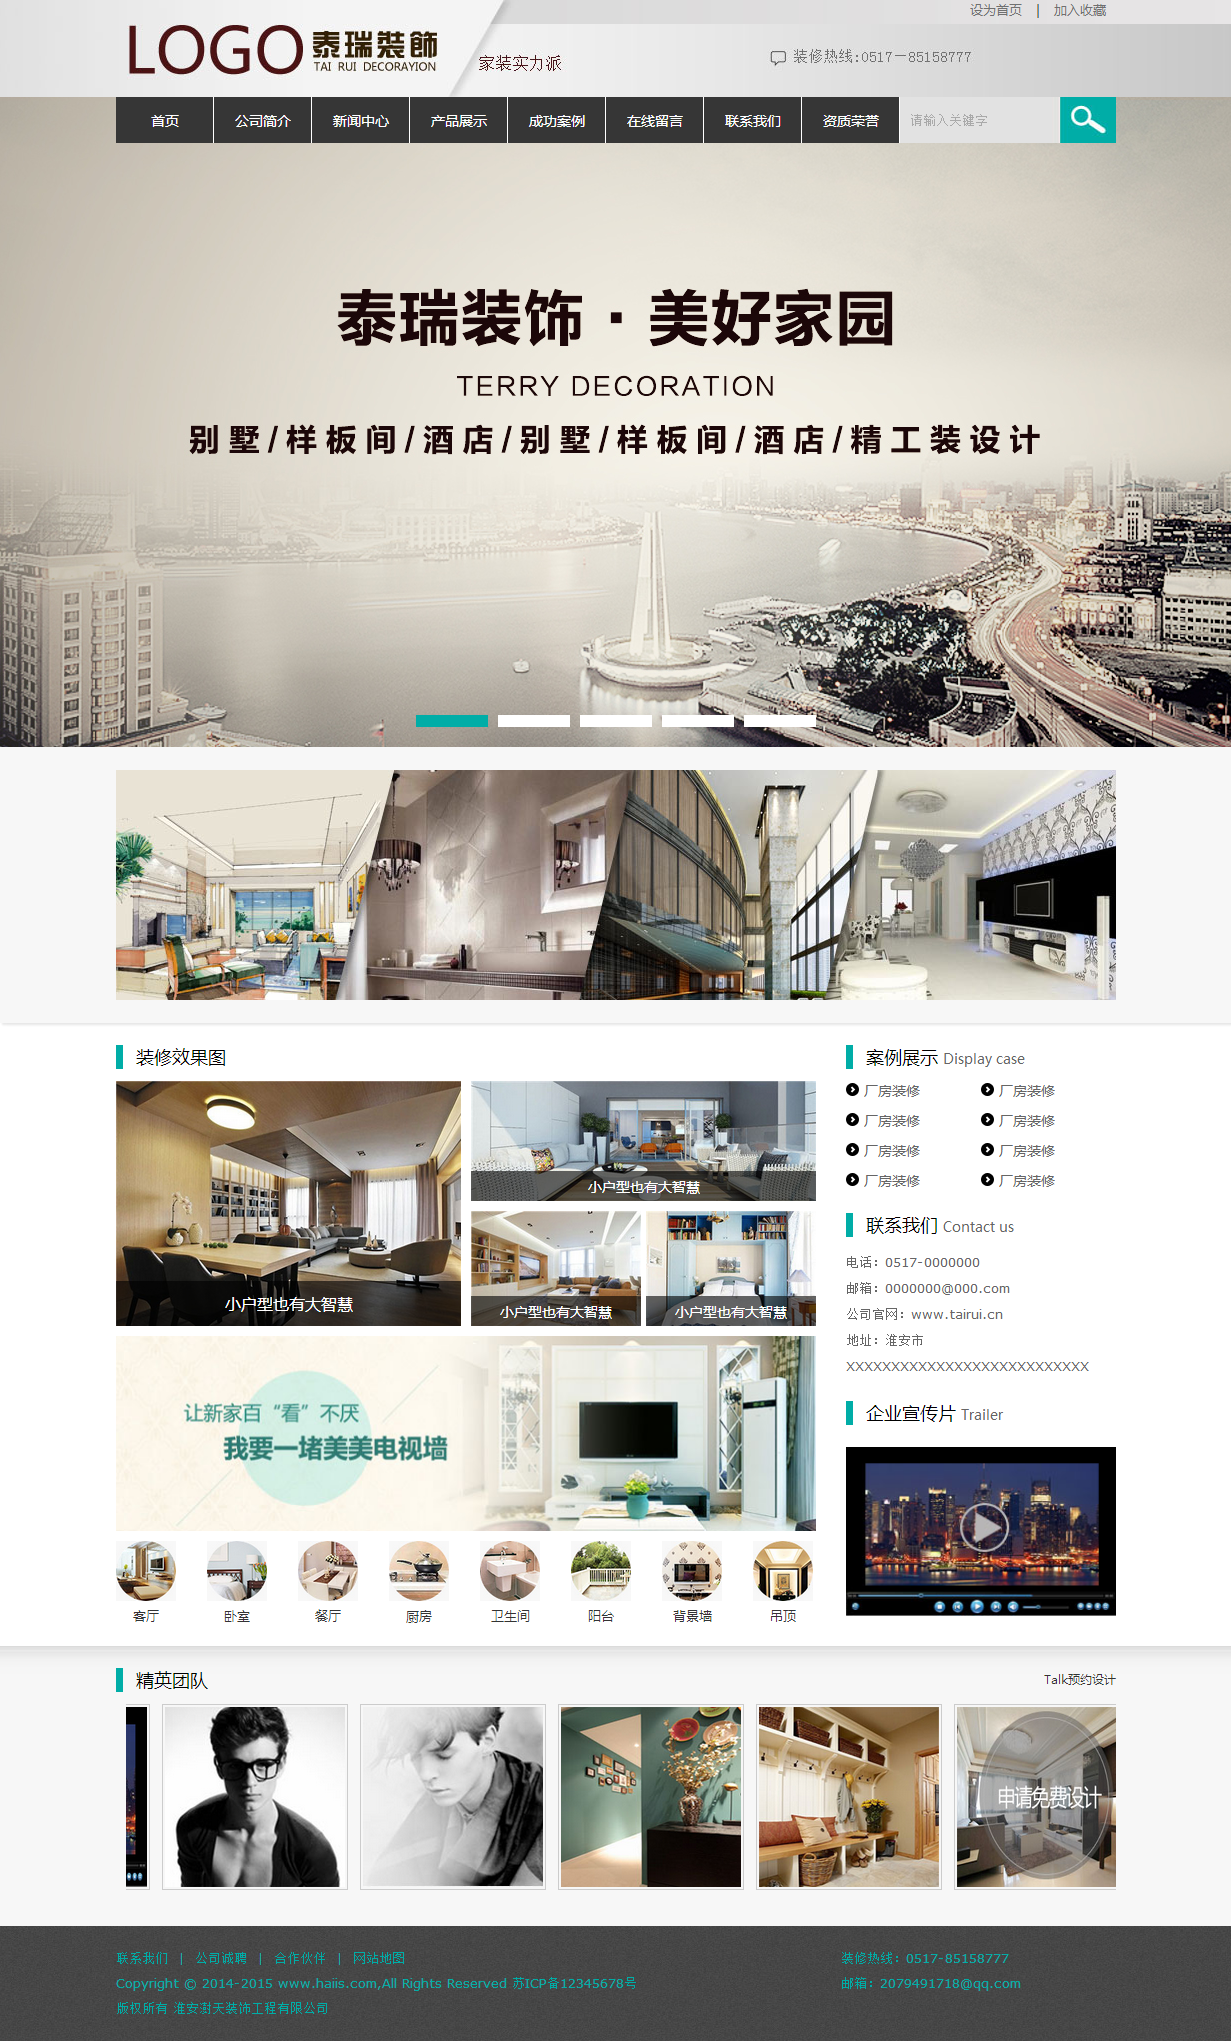 设为首页 | 加入收藏
LOGO 泰瑞裝飾
TAI RUI DECORAYION
家装实力派
装修热线:0517一85158777
首页 公司简介 新闻中心 产品展示 成功案例 在线留言 联系我们 资质荣誉 请输入关键字
泰瑞装饰·美好家园
TERRY DECORATION
别墅/样板间/酒店/别墅/样板间/酒店/精工装设计
装修效果图
小户型也有大智慧
小户型也有大智慧
小户型也有大智慧
小户型也有大智慧
让新家百“看”不厌
我要一堵美美电视墙
客厅 卧室 餐厅 厨房 卫生间 阳台 背景墙 吊顶
案例展示 Display case
厂房装修 厂房装修
厂房装修 厂房装修
厂房装修 厂房装修
厂房装修 厂房装修
联系我们 Contact us
电话：0517-0000000
邮箱：0000000@000.com
公司官网：www.tairui.cn
地址：淮安市
XXXXXXXXXXXXXXXXXXXXXXXXXXX
企业宣传片 Trailer
精英团队
Talk预约设计
申请免费设计
联系我们 | 公司诚聘 | 合作伙伴 | 网站地图
Copyright © 2014-2015 www.haiis.com,All Rights Reserved 苏ICP备12345678号
版权所有 淮安澍天装饰工程有限公司
装修热线：0517-85158777
邮箱：2079491718@qq.com